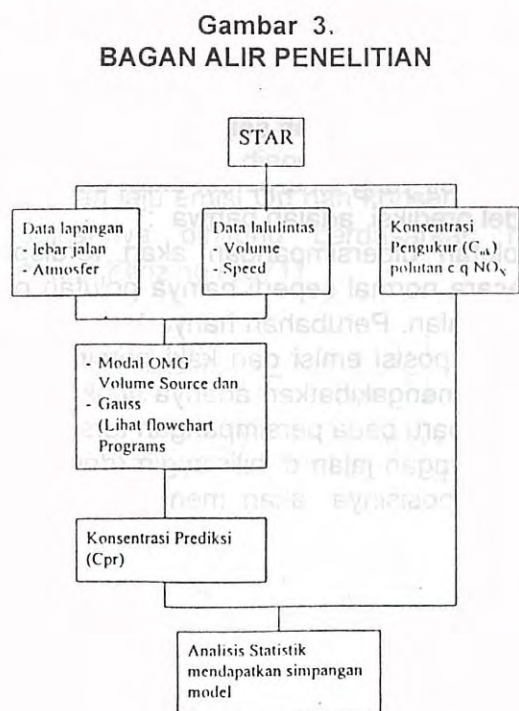 Gambar 3.
BAGAN ALIR PENELITIAN
STAR
Data lapangan
- lebar jalan
- Atmosfer
Data lalulintas
- Volume
- Speed
Konsentrasi
Pengukur (C
polutan c q NOx
- Modal OMG
Volume Source dan
- Gauss
(Lihat flowchart
Programs
Konsentrasi Prediksi
(Cpr)
Analisis Statistik
mendapatkan simpangan
model